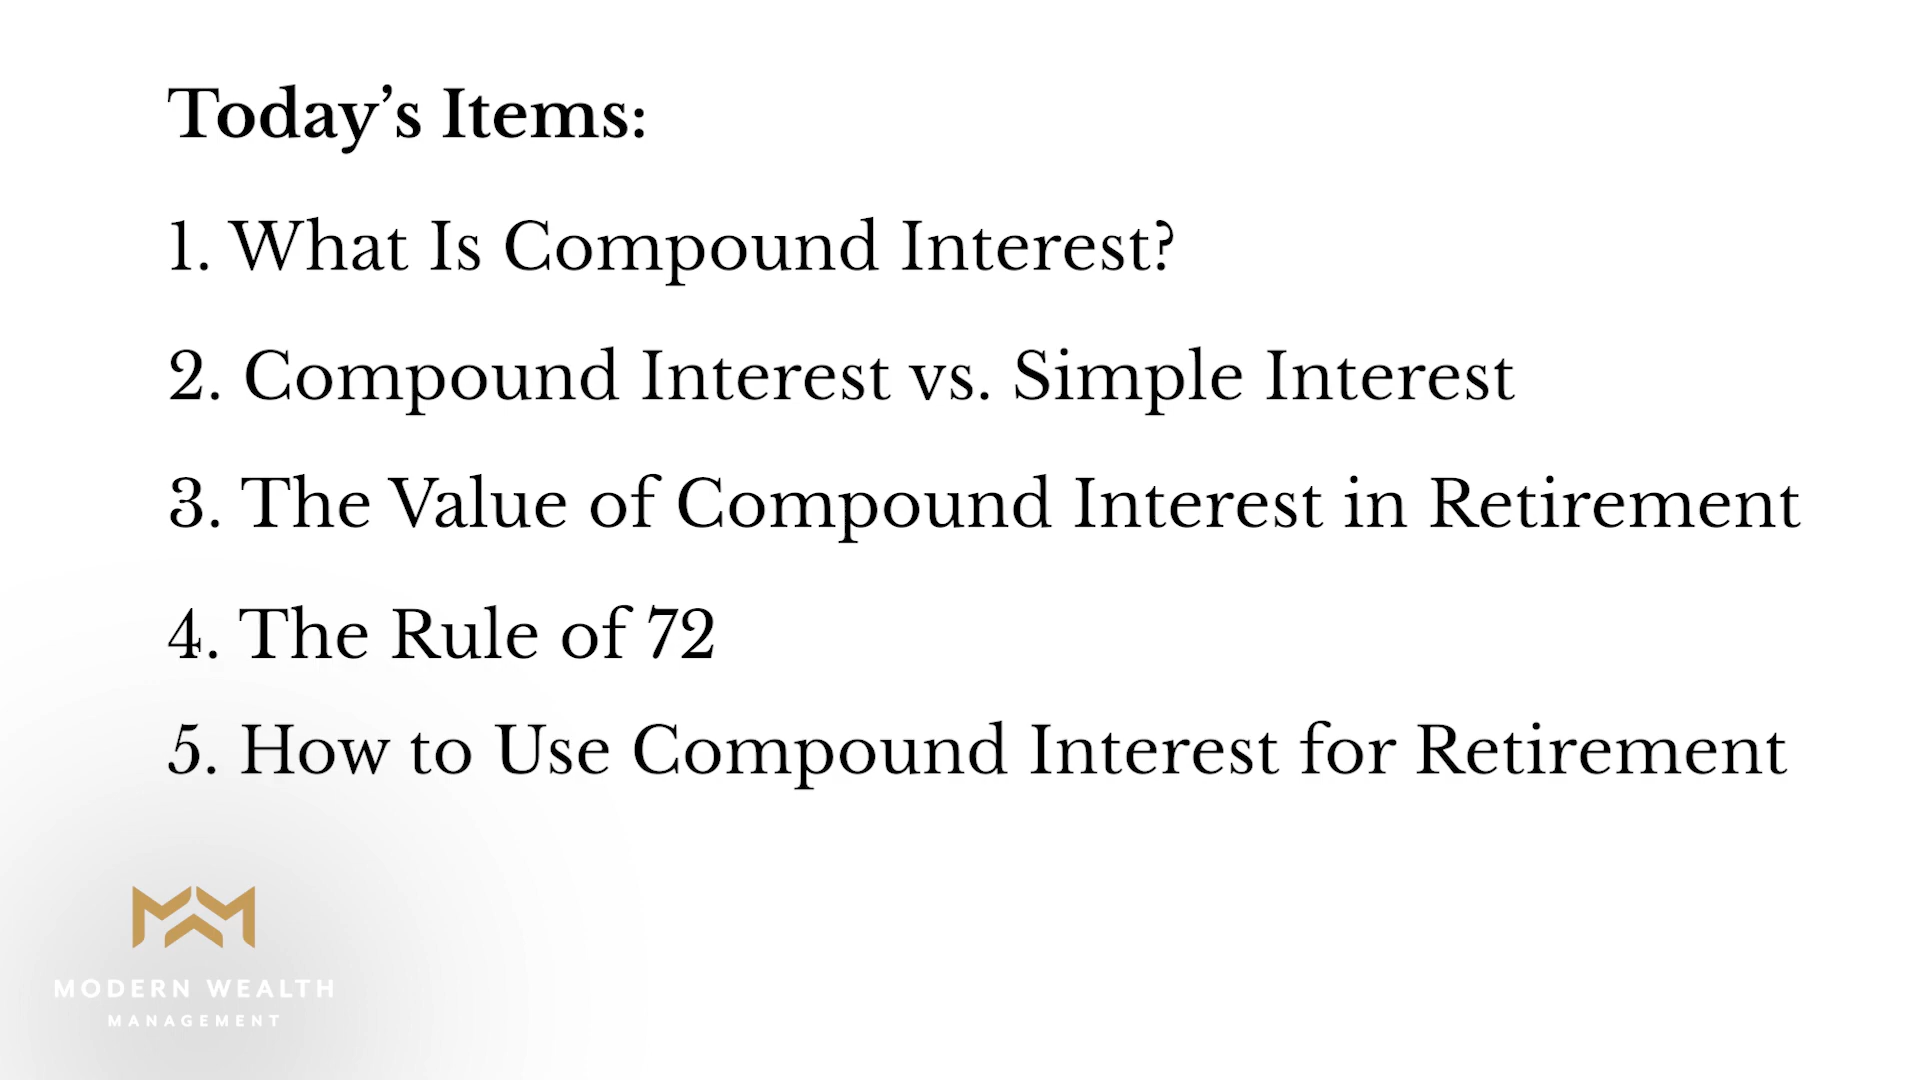 Today’s Items:
1. What Is Compound Interest?
2. Compound Interest vs. Simple Interest
3. The Value of Compound Interest in Retirement
4. The Rule of 72
5. How to Use Compound Interest for Retirement
MODERN WEALTH
MANAGEMENT